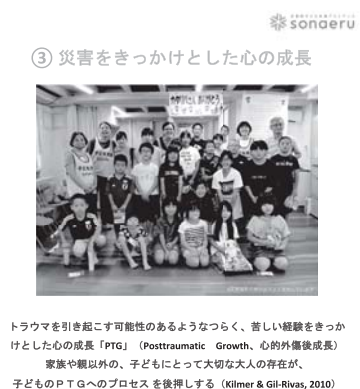 sonaeru
③ 災害をきっかけとした心の成長
トラウマを引き起こす可能性のあるようなつらく、苦しい経験をきっか
けとした心の成長「PTG」（Posttraumatic Growth、心的外傷後成長）
家族や親以外の、子どもにとって大切な大人の存在が、
子どものＰＴＧへのプロセス を後押しする（Kilmer & Gil-Rivas, 2010）